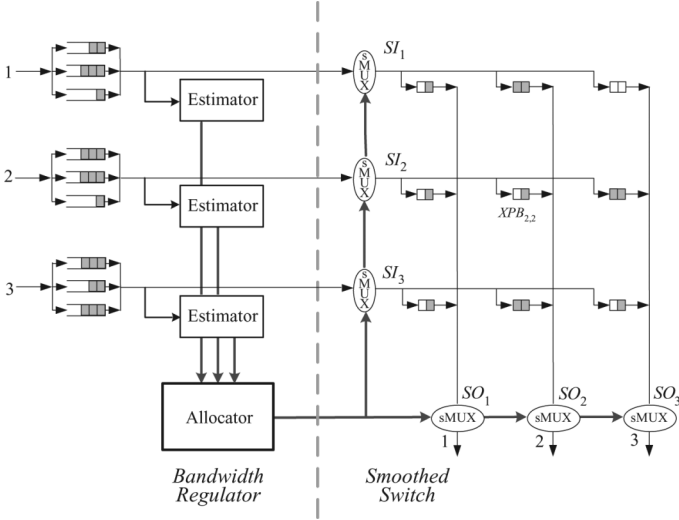 1
Estimator
sMUX
SI1
2
Estimator
sMUX
SI2
XPB2,2
3
Estimator
sMUX
SI3
Allocator
SO1
SO2
SO3
sMUX
sMUX
sMUX
1
2
3
Bandwidth
Regulator
Smoothed
Switch